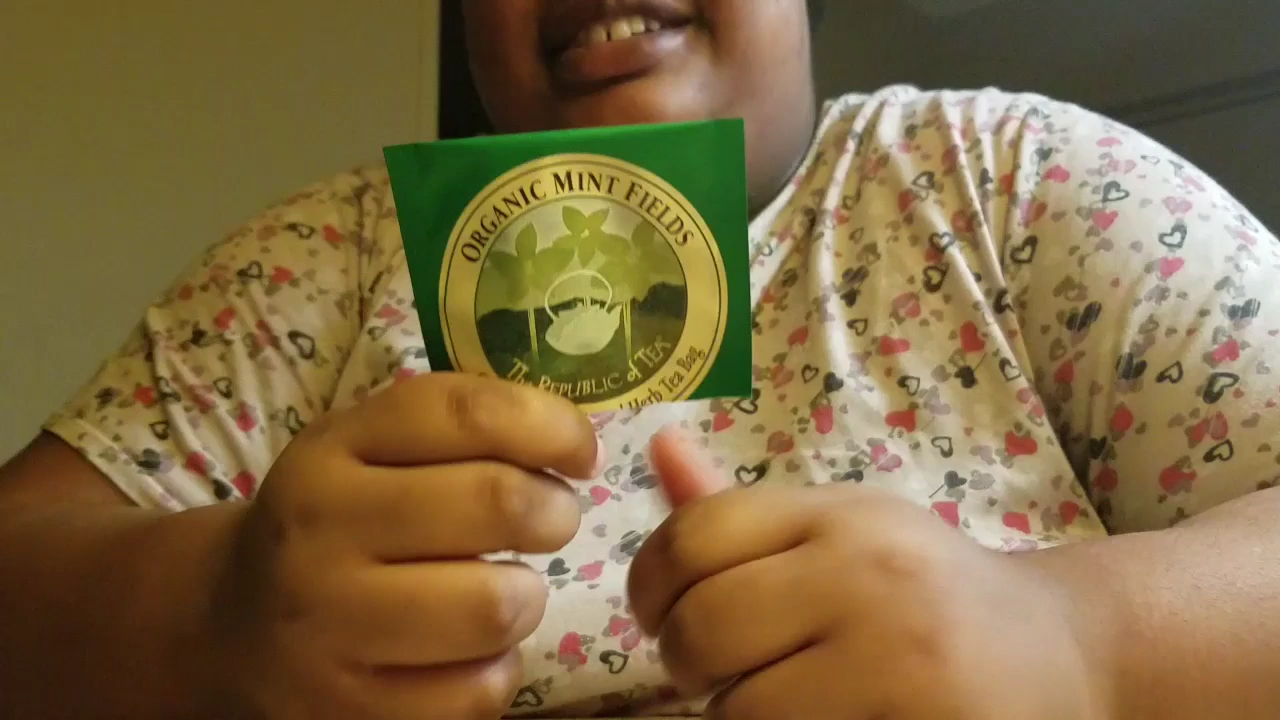 ORGANIC MINT FIELDS
The REPUBLIC of TEA
Herb Tea Bag